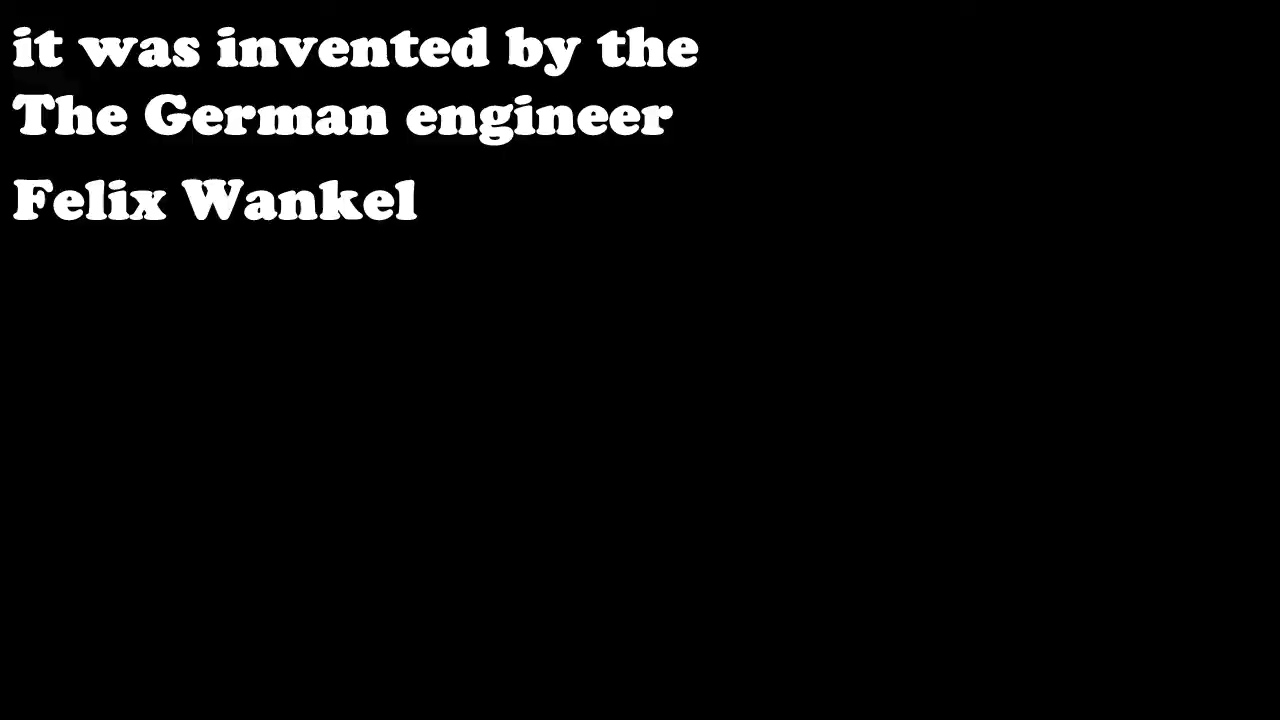 it was invented by the
The German engineer
Felix Wankel